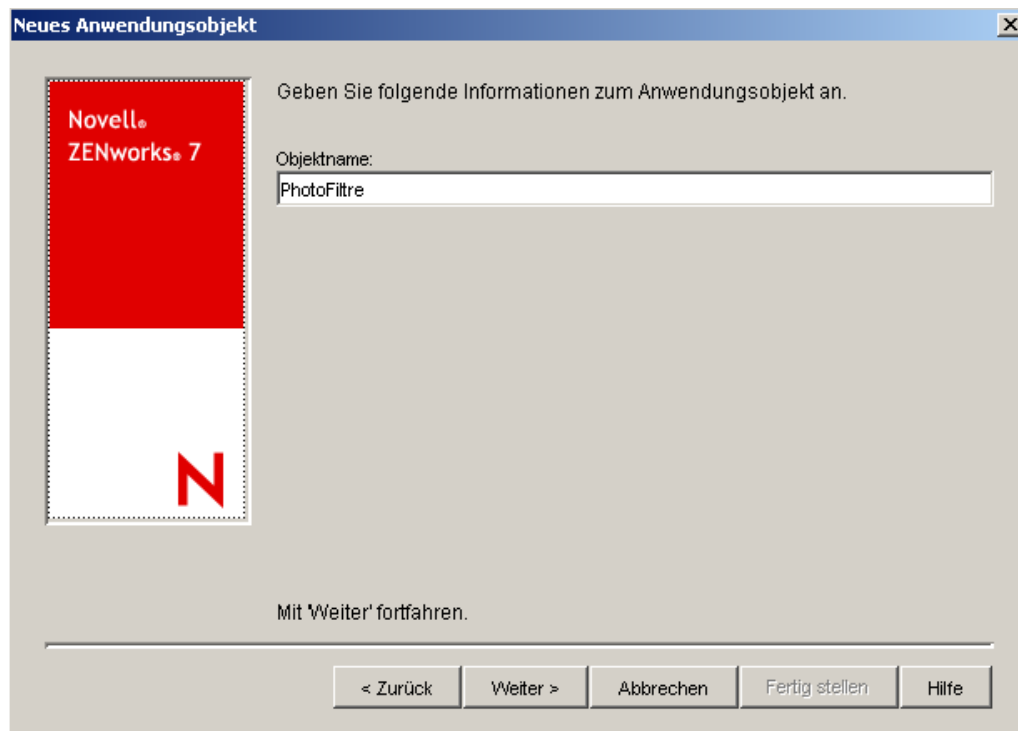 Neues Anwendungsobjekt
Novell®
ZENworks® 7
Geben Sie folgende Informationen zum Anwendungsobjekt an.
Objektname:
PhotoFiltre
N
Mit 'Weiter' fortfahren.
< Zurück Weiter > Abbrechen Fertig stellen Hilfe